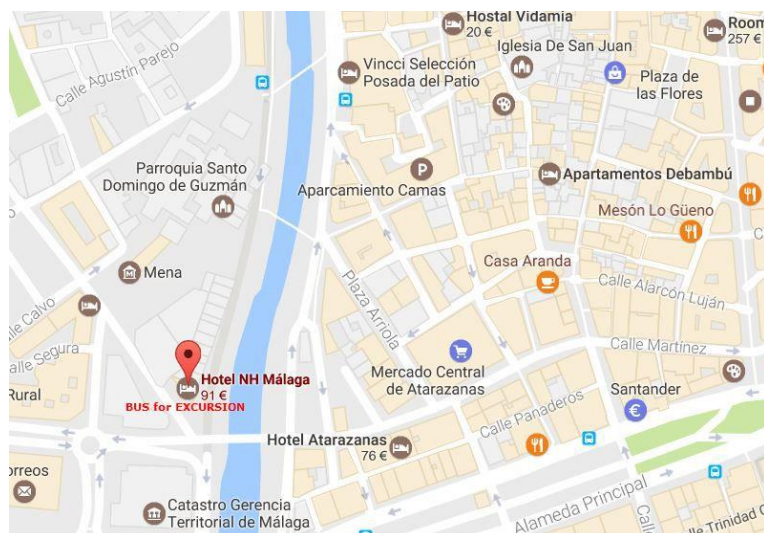 Hostal Vidamia
20 €
Room
257 €
Iglesia De San Juan
Vincci Selección
Posada del Patio
Plaza de
las Flores
Calle Agustín Parejo
Parroquia Santo
Domingo de Guzmán
P
Aparcamiento Camas
Apartamentos Debambú
Mesón Lo Güeno
Casa Aranda
Mena
M
Plaza Arriola
Calle Alarcón Luján
alle Calvo
alle Segura
Calle Martínez
Mercado Central
de Atarazanas
Hotel NH Málaga
91 €
BUS for EXCURSION
Rural
Santander
€
Calle Panaderos
Hotel Atarazanas
76 €
orreos
Catastro Gerencia
Territorial de Málaga
Alameda Principal
Calle
lle Trinidad G